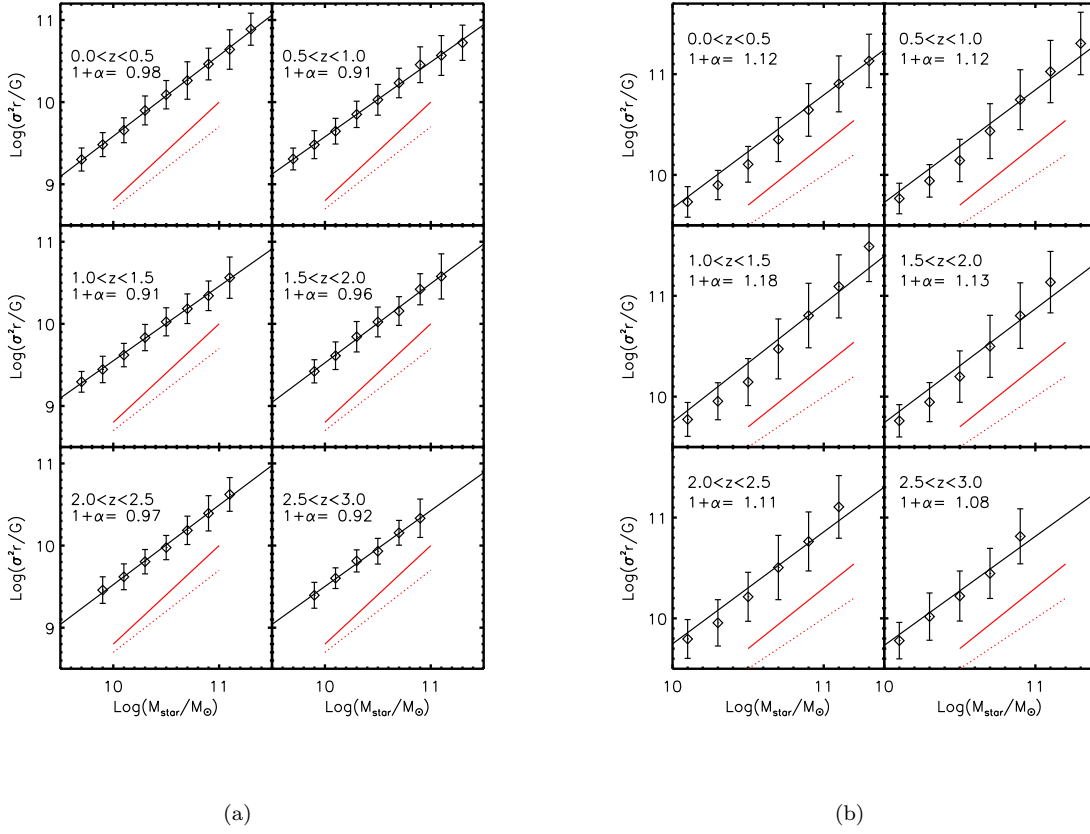 11
0.0<z<0.5
1+α= 0.98
0.5<z<1.0
1+α= 0.91
Log(σ²r/G)
10
9
11
1.0<z<1.5
1+α= 0.91
1.5<z<2.0
1+α= 0.96
Log(σ²r/G)
10
9
11
2.0<z<2.5
1+α= 0.97
2.5<z<3.0
1+α= 0.92
Log(σ²r/G)
10
9
10 11 10 11
Log(Mstar/M⊙) Log(Mstar/M⊙)
(a)
0.0<z<0.5
1+α= 1.12
0.5<z<1.0
1+α= 1.12
11
Log(σ²r/G)
10
1.0<z<1.5
1+α= 1.18
1.5<z<2.0
1+α= 1.13
11
Log(σ²r/G)
10
2.0<z<2.5
1+α= 1.11
2.5<z<3.0
1+α= 1.08
11
Log(σ²r/G)
10
10 11 10 11
Log(Mstar/M⊙) Log(Mstar/M⊙)
(b)